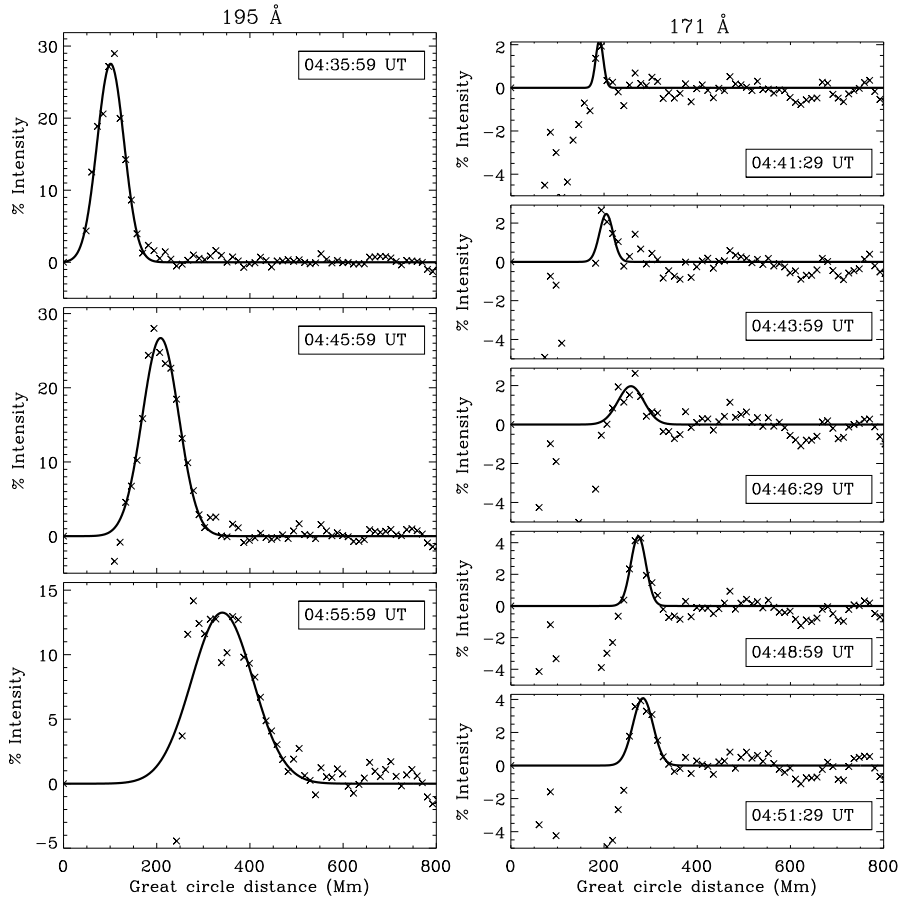 195 Å
30
20
10
0
% Intensity
04:35:59 UT
30
20
10
0
% Intensity
04:45:59 UT
15
10
5
0
−5
% Intensity
04:55:59 UT
0 200 400 600 800
Great circle distance (Mm)
171 Å
2
0
−2
−4
% Intensity
04:41:29 UT
2
0
−2
−4
% Intensity
04:43:59 UT
2
0
−2
−4
% Intensity
04:46:29 UT
4
2
0
−2
−4
% Intensity
04:48:59 UT
4
2
0
−2
−4
% Intensity
04:51:29 UT
0 200 400 600 800
Great circle distance (Mm)